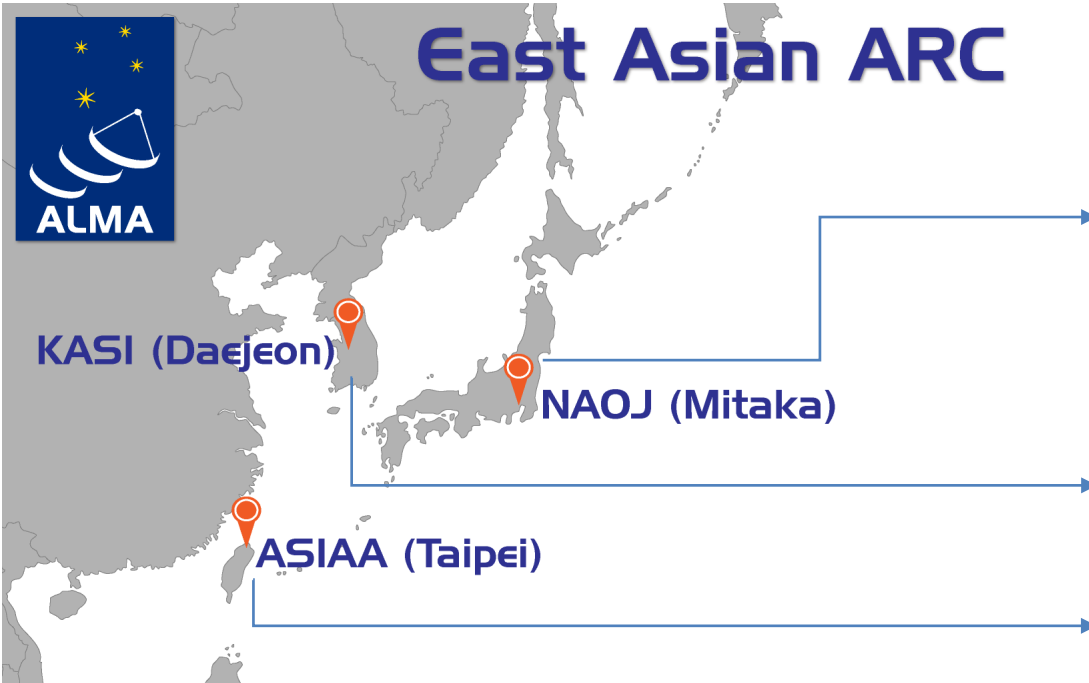 East Asian ARC
ALMA
KASI (Daejeon)
NAOJ (Mitaka)
ASIAA (Taipei)